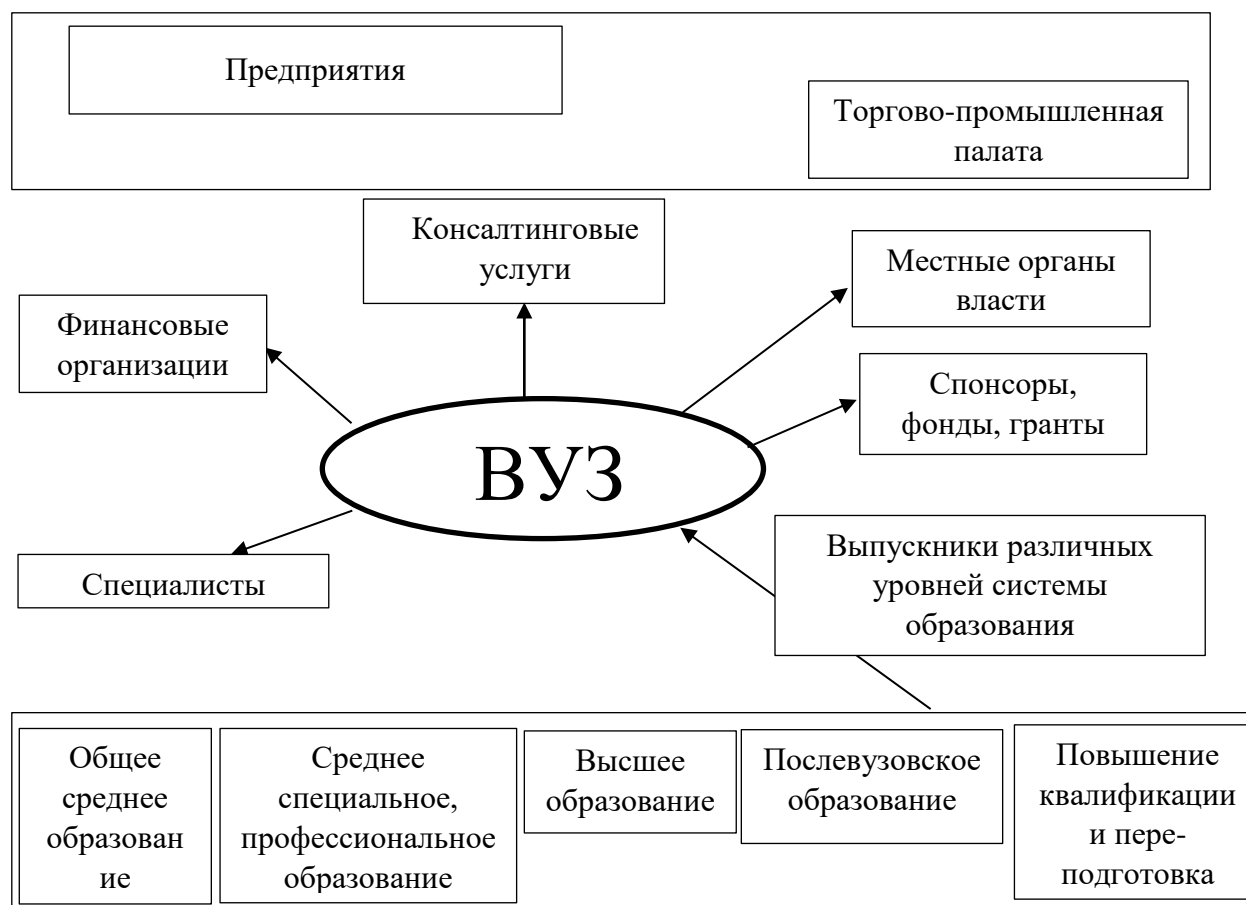 Предприятия
Торгово-промышленная
палата
Консалтинговые
услуги
Местные органы
власти
Финансовые
организации
Спонсоры,
фонды, гранты
ВУЗ
Специалисты
Выпускники различных
уровней системы
образования
Общее
среднее
образован
ие
Среднее
специальное,
профессиональное
образование
Высшее
образование
Послевузовское
образование
Повышение
квалификации
и пере-
подготовка